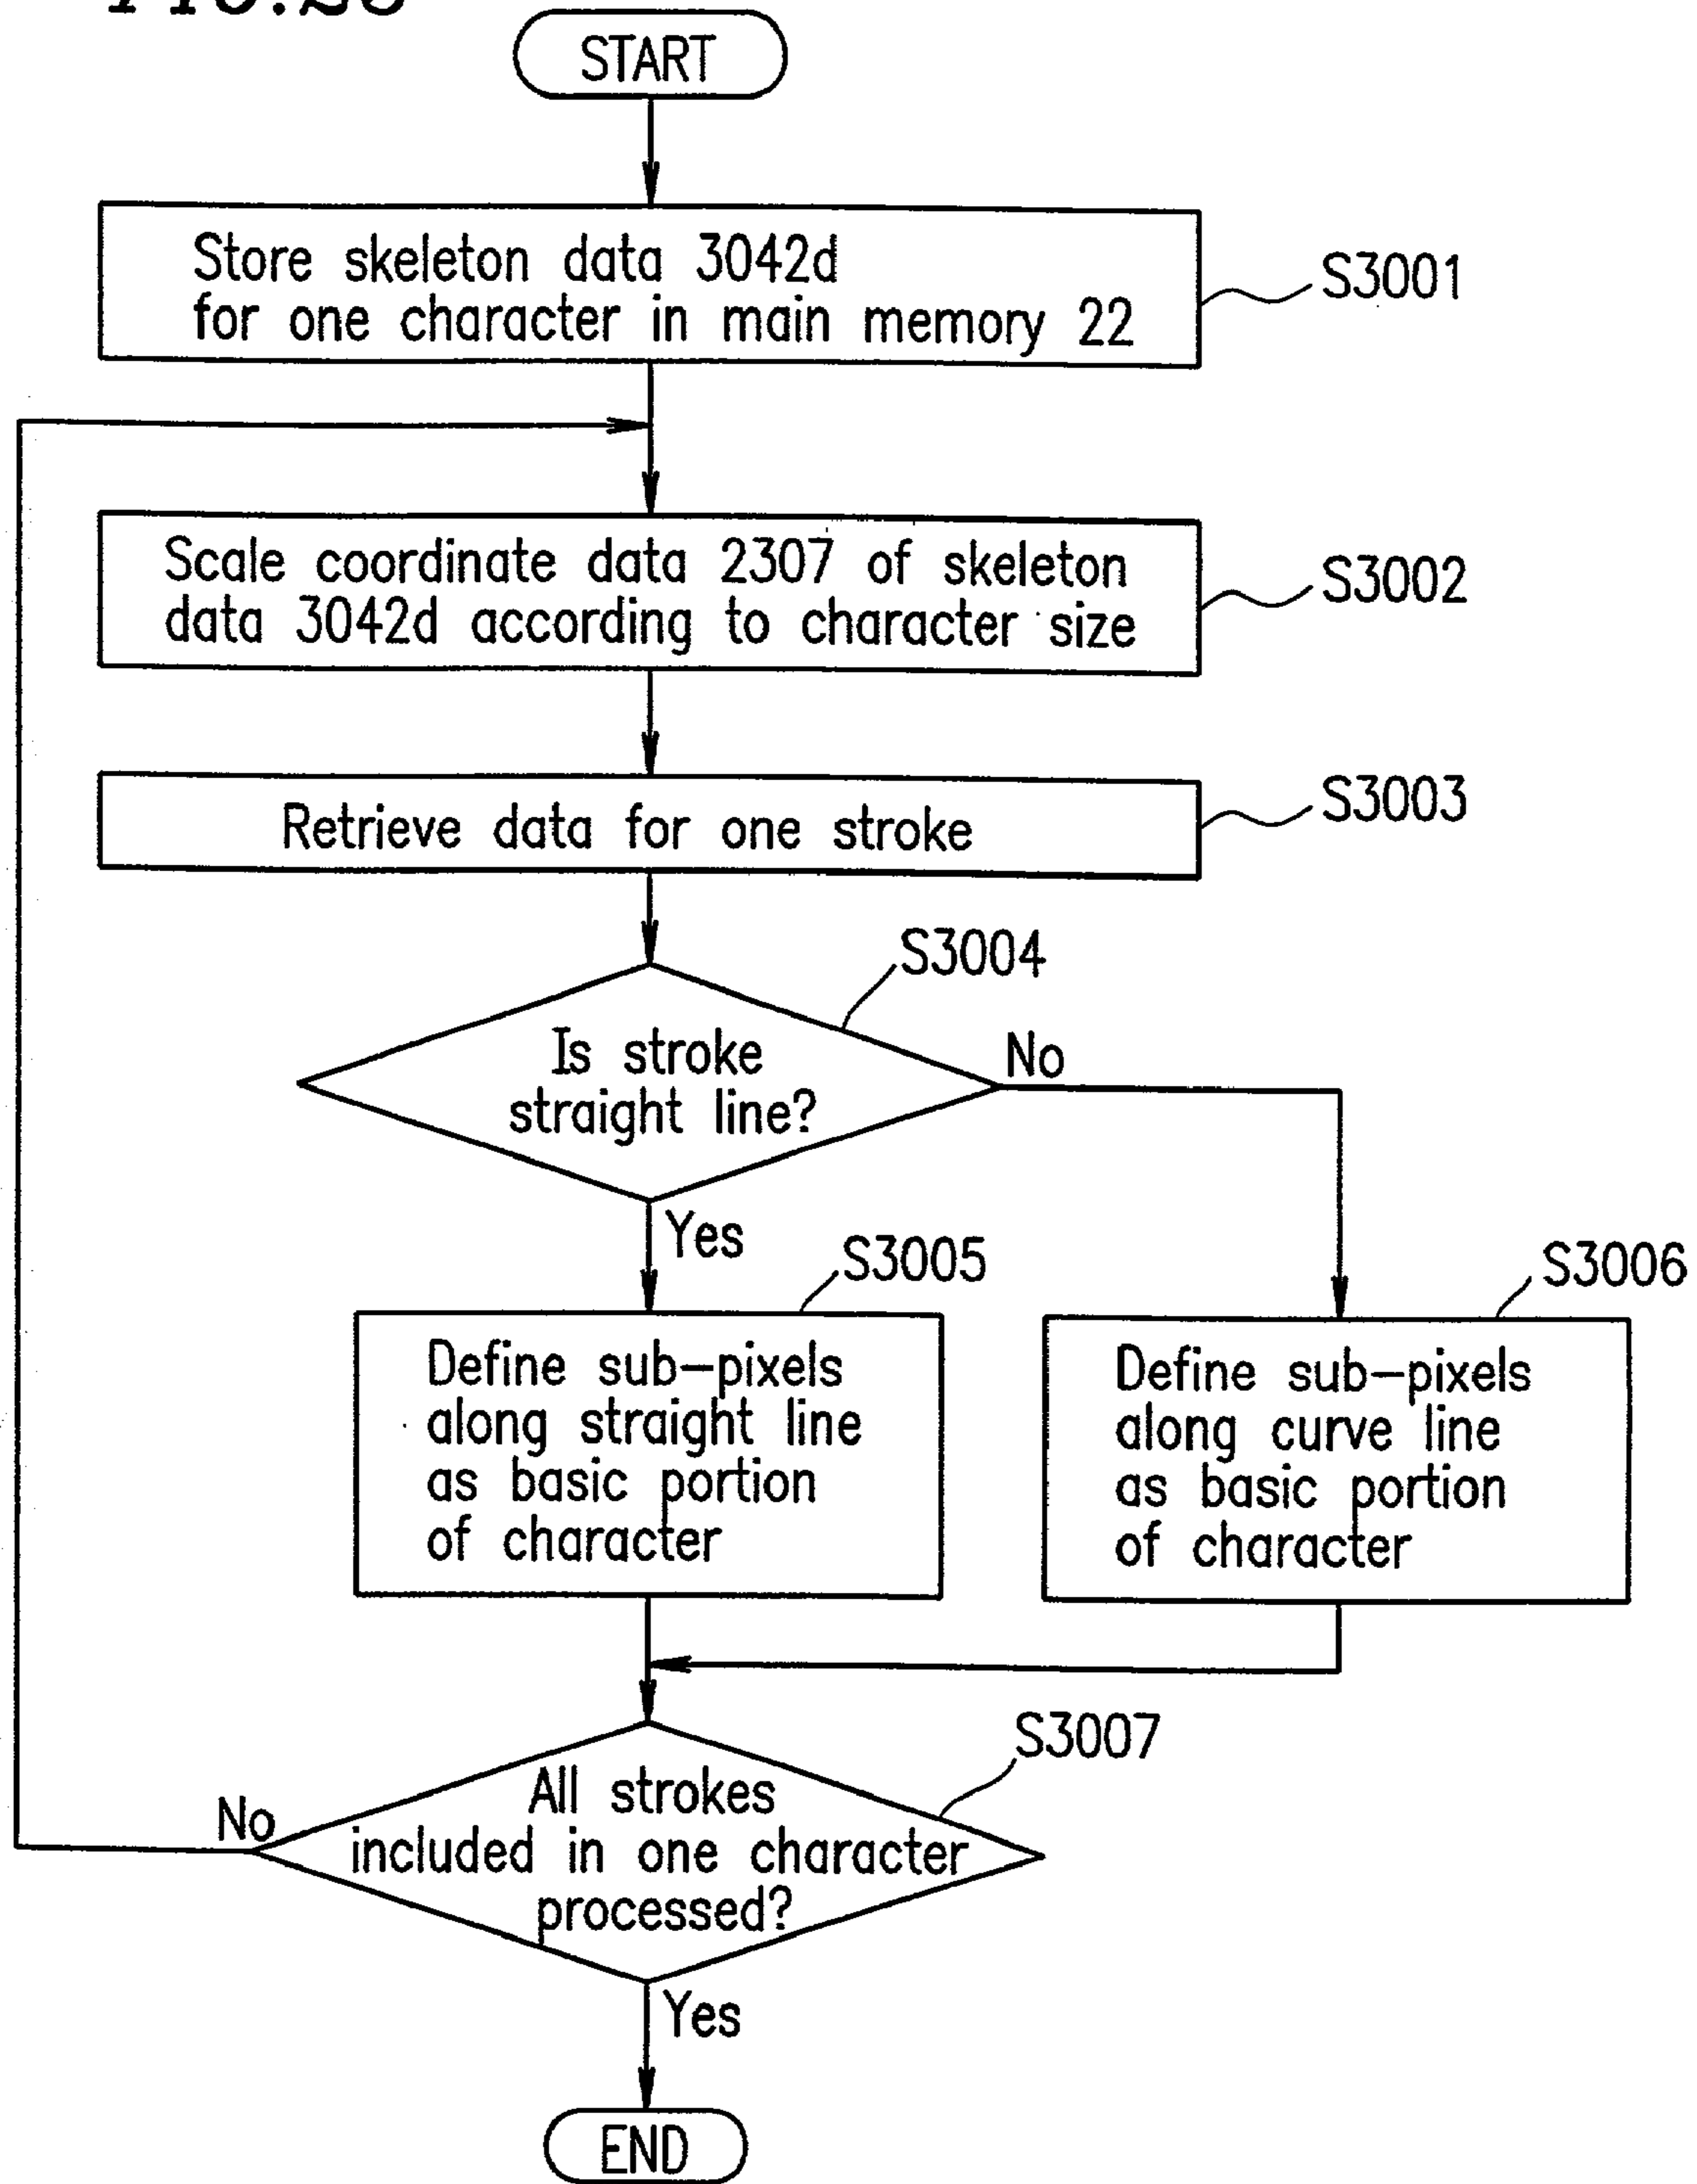 START
Store skeleton data 3042d
for one character in main memory 22
S3001
Scale coordinate data 2307 of skeleton
data 3042d according to character size
S3002
Retrieve data for one stroke
S3003
S3004
Is stroke
straight line?
No
Yes
S3005
S3006
Define sub-pixels
along straight line
as basic portion
of character
Define sub-pixels
along curve line
as basic portion
of character
S3007
All strokes
included in one character
processed?
No
Yes
END